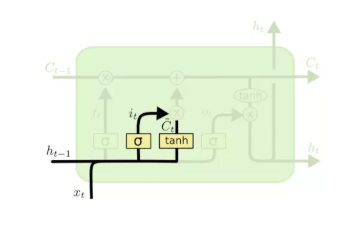 h_t
C_{t-1} × + C_t
tanh
f_t i_t × C̃_t o_t ×
σ σ tanh σ
h_{t-1} h_t
x_t